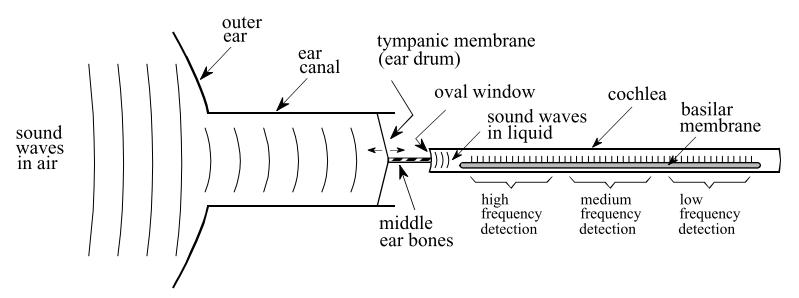 outer
ear
ear
canal
tympanic membrane
(ear drum)
oval window
sound waves
in liquid
cochlea
basilar
membrane
sound
waves
in air
middle
ear bones
high
frequency
detection
medium
frequency
detection
low
frequency
detection